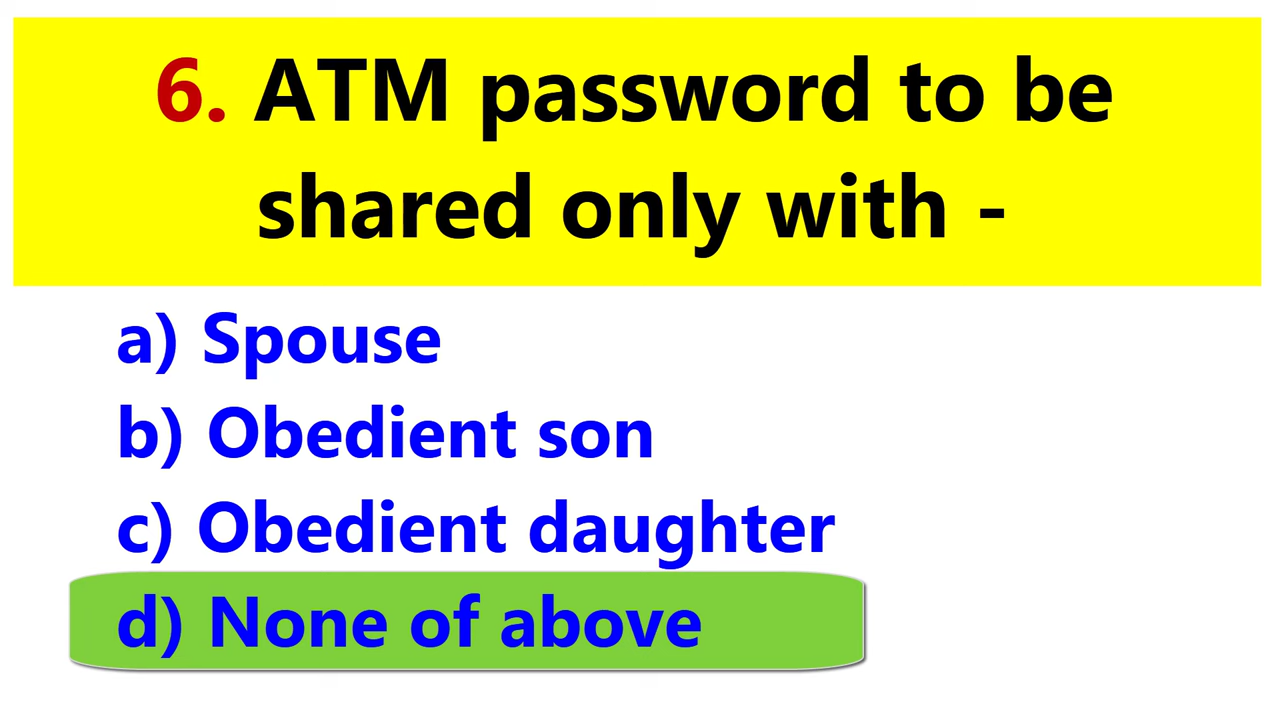 6. ATM password to be
shared only with -
a) Spouse
b) Obedient son
c) Obedient daughter
d) None of above